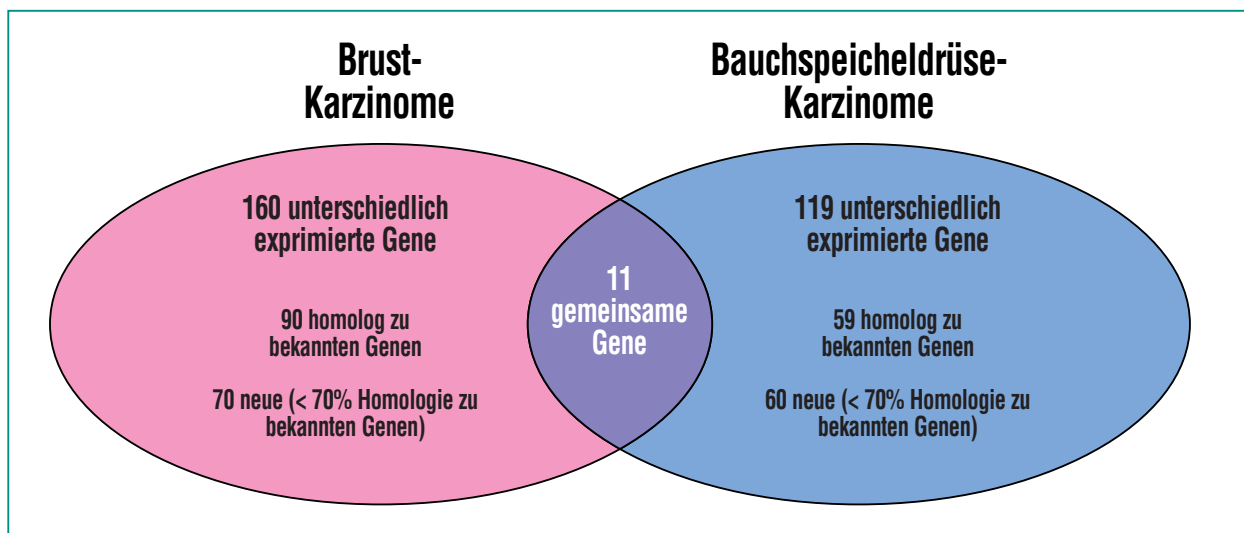 Brust-
Karzinome
Bauchspeicheldrüse-
Karzinome
160 unterschiedlich
exprimierte Gene
90 homolog zu
bekannten Genen
70 neue (< 70% Homologie zu
bekannten Genen)
11
gemeinsame
Gene
119 unterschiedlich
exprimierte Gene
59 homolog zu
bekannten Genen
60 neue (< 70% Homologie zu
bekannten Genen)